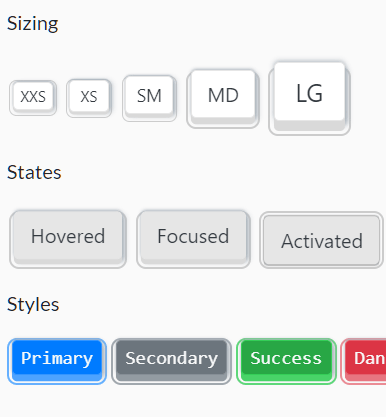 Sizing
XXS XS SM MD LG
States
Hovered Focused Activated
Styles
Primary Secondary Success Dan